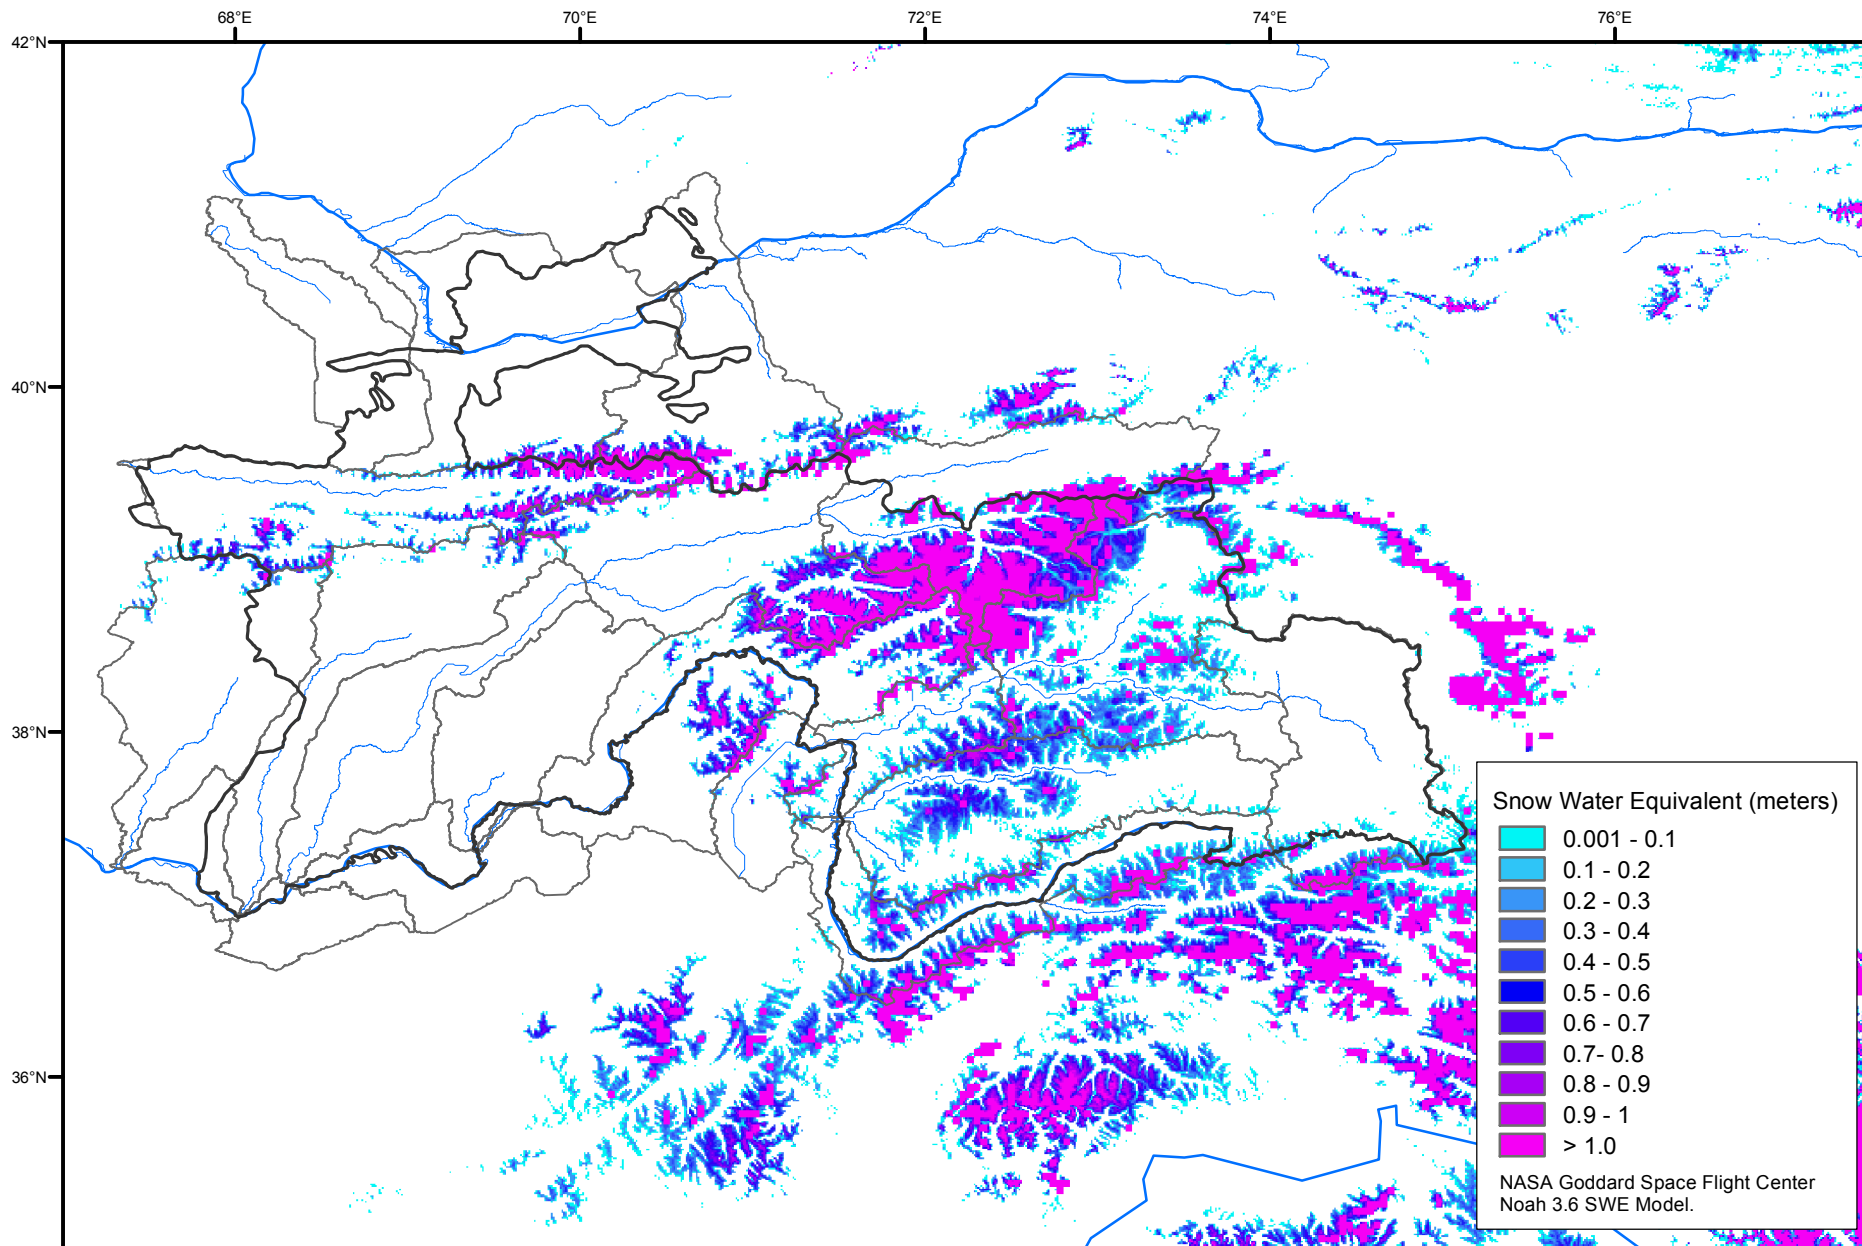 68°E
70°E
72°E
74°E
76°E
42°N
40°N
38°N
36°N
Snow Water Equivalent (meters)
0.001 - 0.1
0.1 - 0.2
0.2 - 0.3
0.3 - 0.4
0.4 - 0.5
0.5 - 0.6
0.6 - 0.7
0.7- 0.8
0.8 - 0.9
0.9 - 1
> 1.0
NASA Goddard Space Flight Center
Noah 3.6 SWE Model.